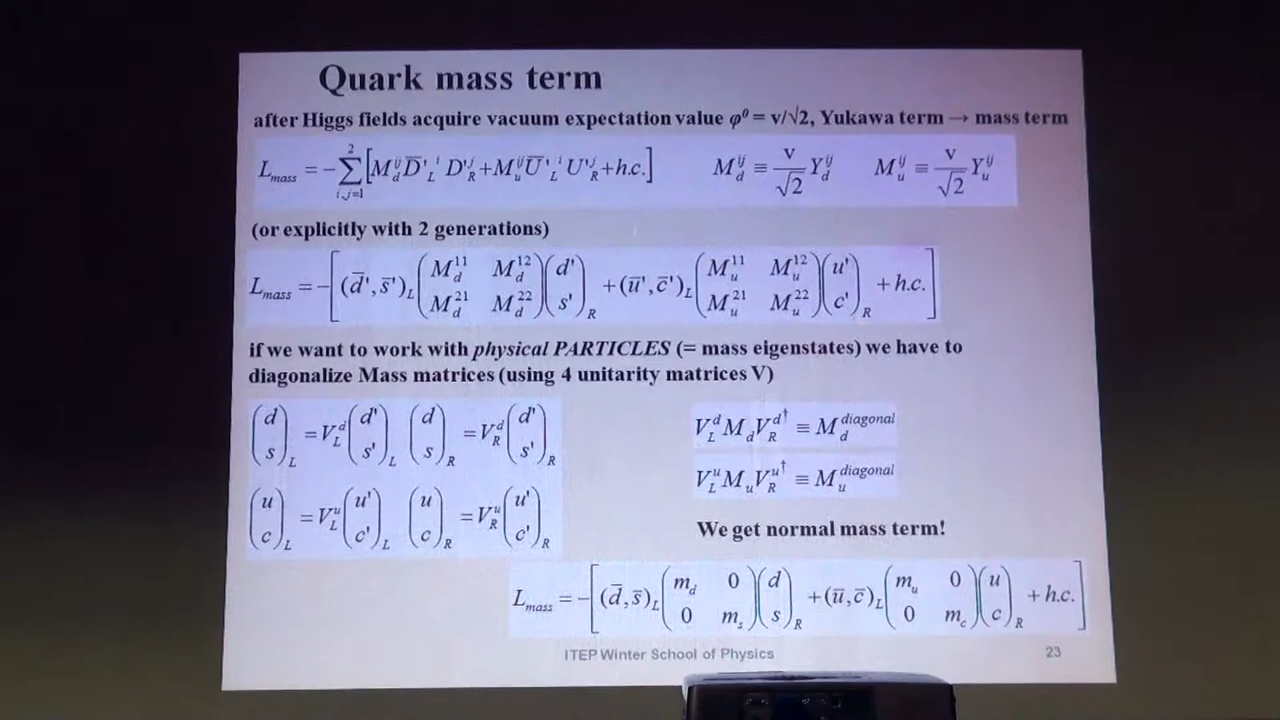 Quark mass term
after Higgs fields acquire vacuum expectation value φ⁰ = v/√2, Yukawa term → mass term
L_mass = −∑_{i,j=1}^{2} [M_d^{ij} D̄'_L^i D'_R^j + M_u^{ij} Ū'_L^i U'_R^j + h.c.]  M_d^{ij} ≡ v/√2 Y_d^{ij}  M_u^{ij} ≡ v/√2 Y_u^{ij}
(or explicitly with 2 generations)
L_mass = −[(d̄', s̄')_L (M_d^{11} M_d^{12} M_d^{21} M_d^{22}) (d' s')_R + (ū', c̄')_L (M_u^{11} M_u^{12} M_u^{21} M_u^{22}) (u' c')_R + h.c.]
if we want to work with physical PARTICLES (= mass eigenstates) we have to
diagonalize Mass matrices (using 4 unitarity matrices V)
(d s)_L = V_L^d (d' s')_L  (d s)_R = V_R^d (d' s')_R
(u c)_L = V_L^u (u' c')_L  (u c)_R = V_R^u (u' c')_R
V_L^d M_d V_R^{d†} ≡ M_d^{diagonal}
V_L^u M_u V_R^{u†} ≡ M_u^{diagonal}
We get normal mass term!
L_mass = −[(d̄, s̄)_L (m_d 0 0 m_s) (d s)_R + (ū, c̄)_L (m_u 0 0 m_c) (u c)_R + h.c.]
ITEP Winter School of Physics
23